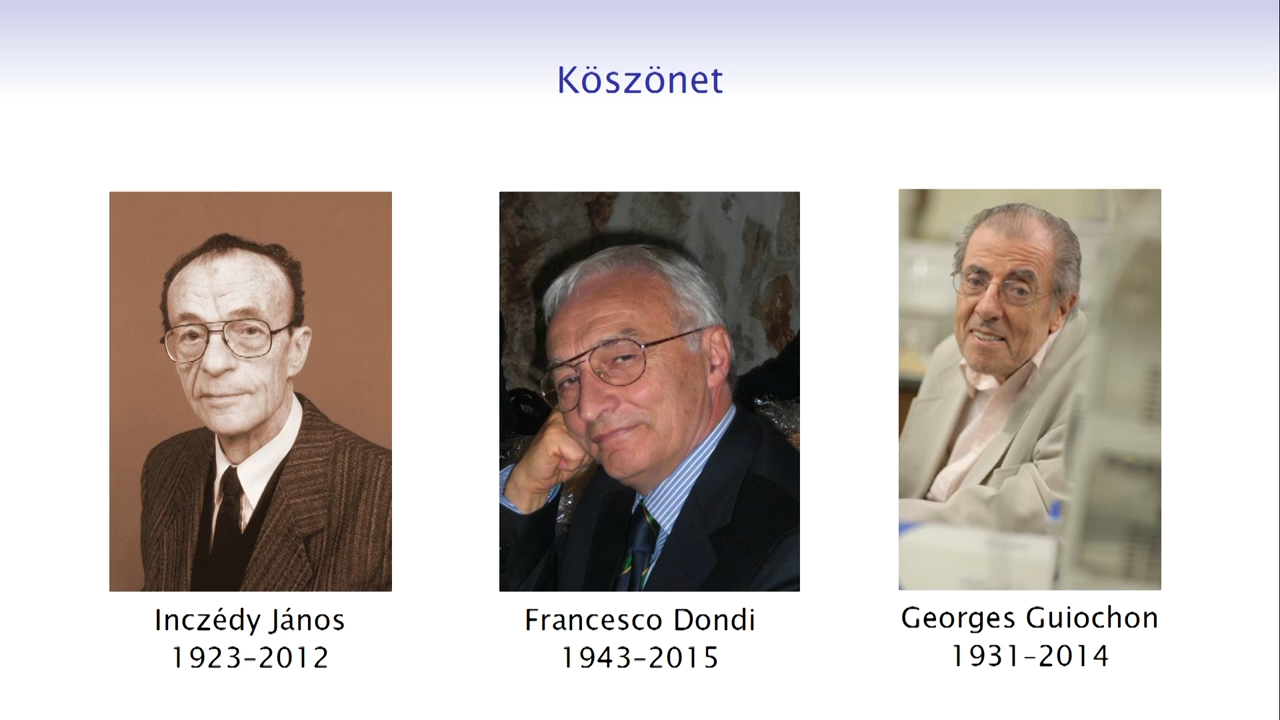 Köszönet
Inczédy János
1923–2012
Francesco Dondi
1943–2015
Georges Guiochon
1931–2014